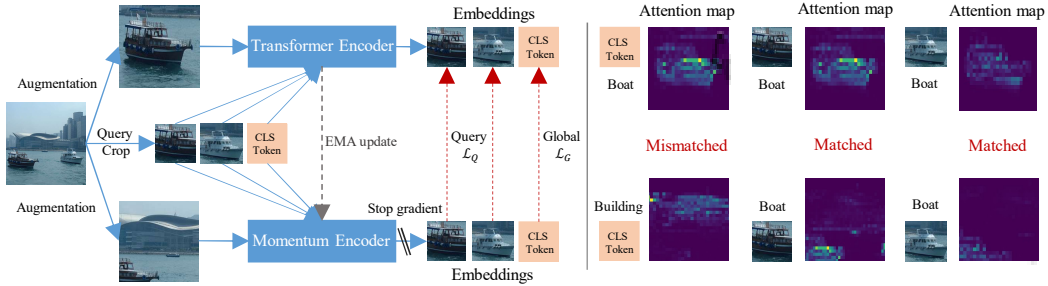 Embeddings
Transformer Encoder
CLS
Token
Augmentation
Query
Crop
CLS
Token
EMA update
Query
L_Q
Global
L_G
Augmentation
Momentum Encoder
Stop gradient
CLS
Token
Embeddings
Attention map
Attention map
Attention map
CLS
Token
Boat
Boat
Boat
Mismatched
Matched
Matched
Building
CLS
Token
Boat
Boat